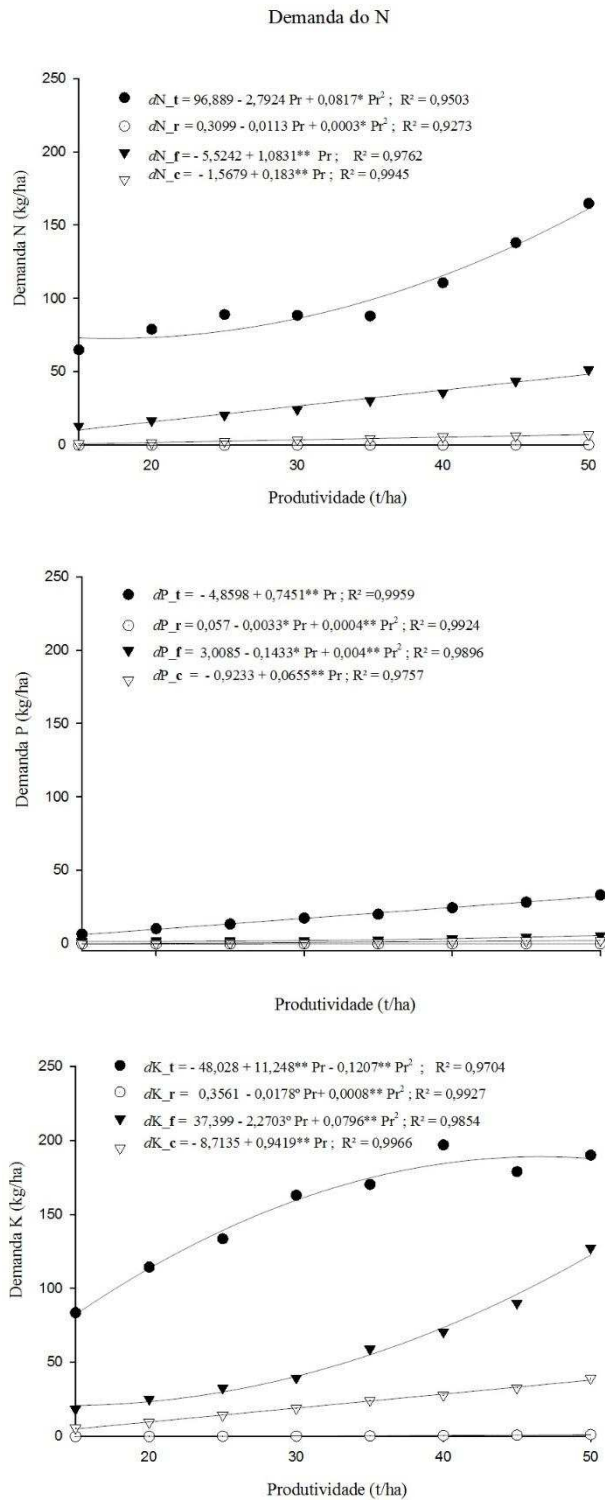 Demanda do N
250
200
150
100
50
0
Demanda N (kg/ha)
dN_t = 96,889 - 2,7924 Pr + 0,0817* Pr² ; R² = 0,9503
dN_r = 0,3099 - 0,0113 Pr + 0,0003* Pr² ; R² = 0,9273
dN_f = - 5,5242 + 1,0831** Pr ; R² = 0,9762
dN_c = - 1,5679 + 0,183** Pr ; R² = 0,9945
20 30 40 50
Produtividade (t/ha)
250
200
150
100
50
0
Demanda P (kg/ha)
dP_t = - 4,8598 + 0,7451** Pr ; R² =0,9959
dP_r = 0,057 - 0,0033* Pr + 0,0004** Pr² ; R² = 0,9924
dP_f = 3,0085 - 0,1433* Pr + 0,004** Pr² ; R² = 0,9896
dP_c = - 0,9233 + 0,0655** Pr ; R² = 0,9757
Produtividade (t/ha)
250
200
150
100
50
0
Demanda K (kg/ha)
dK_t = - 48,028 + 11,248** Pr - 0,1207** Pr² ; R² = 0,9704
dK_r = 0,3561 - 0,0178º Pr+ 0,0008** Pr² ; R² = 0,9927
dK_f = 37,399 - 2,2703º Pr + 0,0796** Pr² ; R² = 0,9854
dK_c = - 8,7135 + 0,9419** Pr ; R² = 0,9966
20 30 40 50
Produtividade (t/ha)